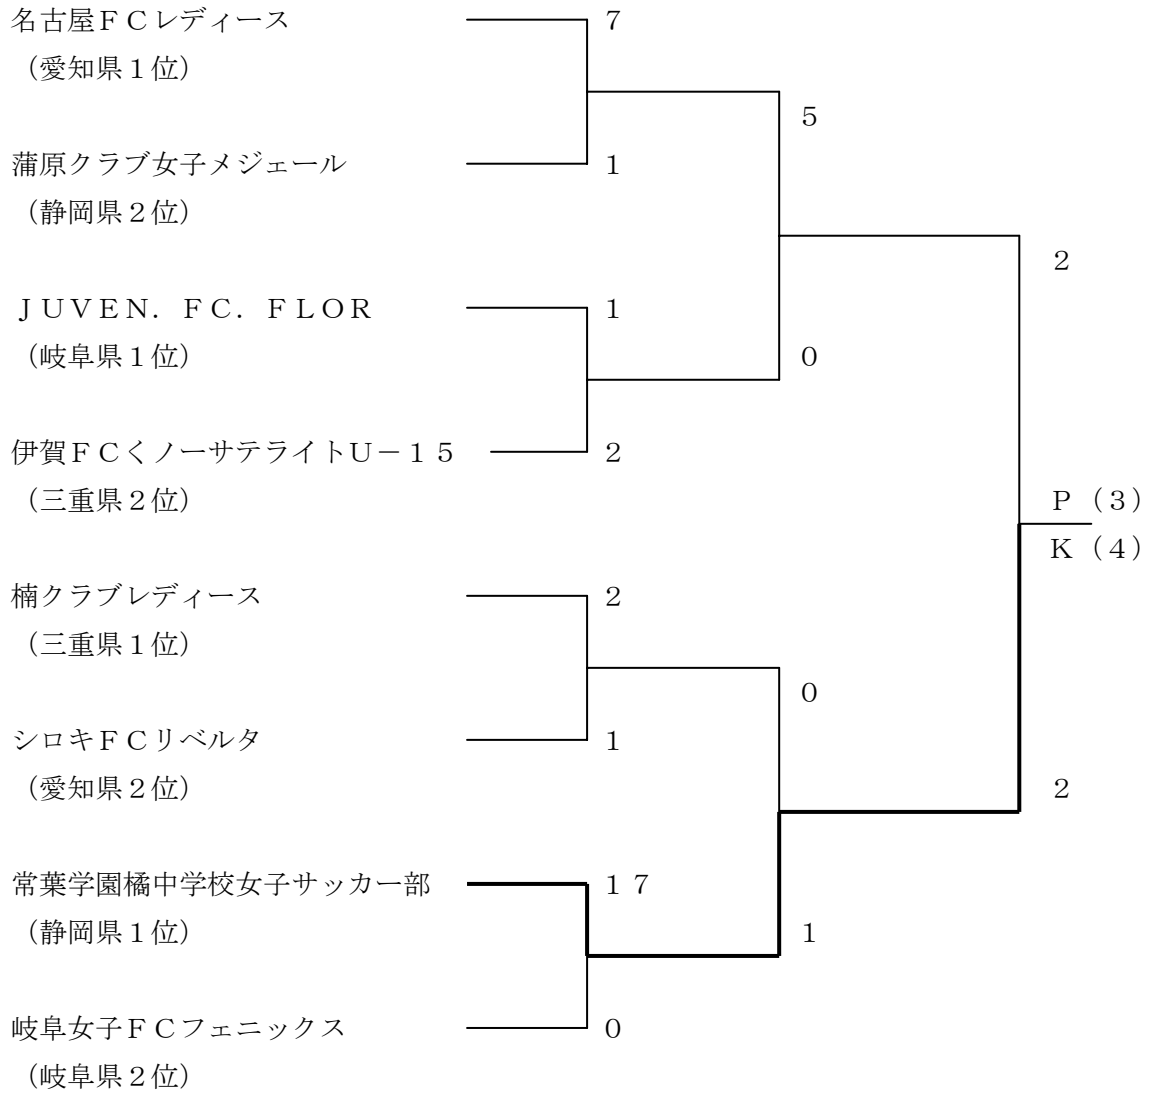 名古屋ＦＣレディース
７
（愛知県１位）
５
蒲原クラブ女子メジェール
１
（静岡県２位）
２
ＪＵＶＥＮ．ＦＣ．ＦＬＯＲ
１
（岐阜県１位）
０
伊賀ＦＣくノーサテライトＵ－１５
２
（三重県２位）
Ｐ（３）
Ｋ（４）
楠クラブレディース
２
（三重県１位）
０
シロキＦＣリベルタ
１
（愛知県２位）
２
常葉学園橘中学校女子サッカー部
１７
（静岡県１位）
１
岐阜女子ＦＣフェニックス
０
（岐阜県２位）